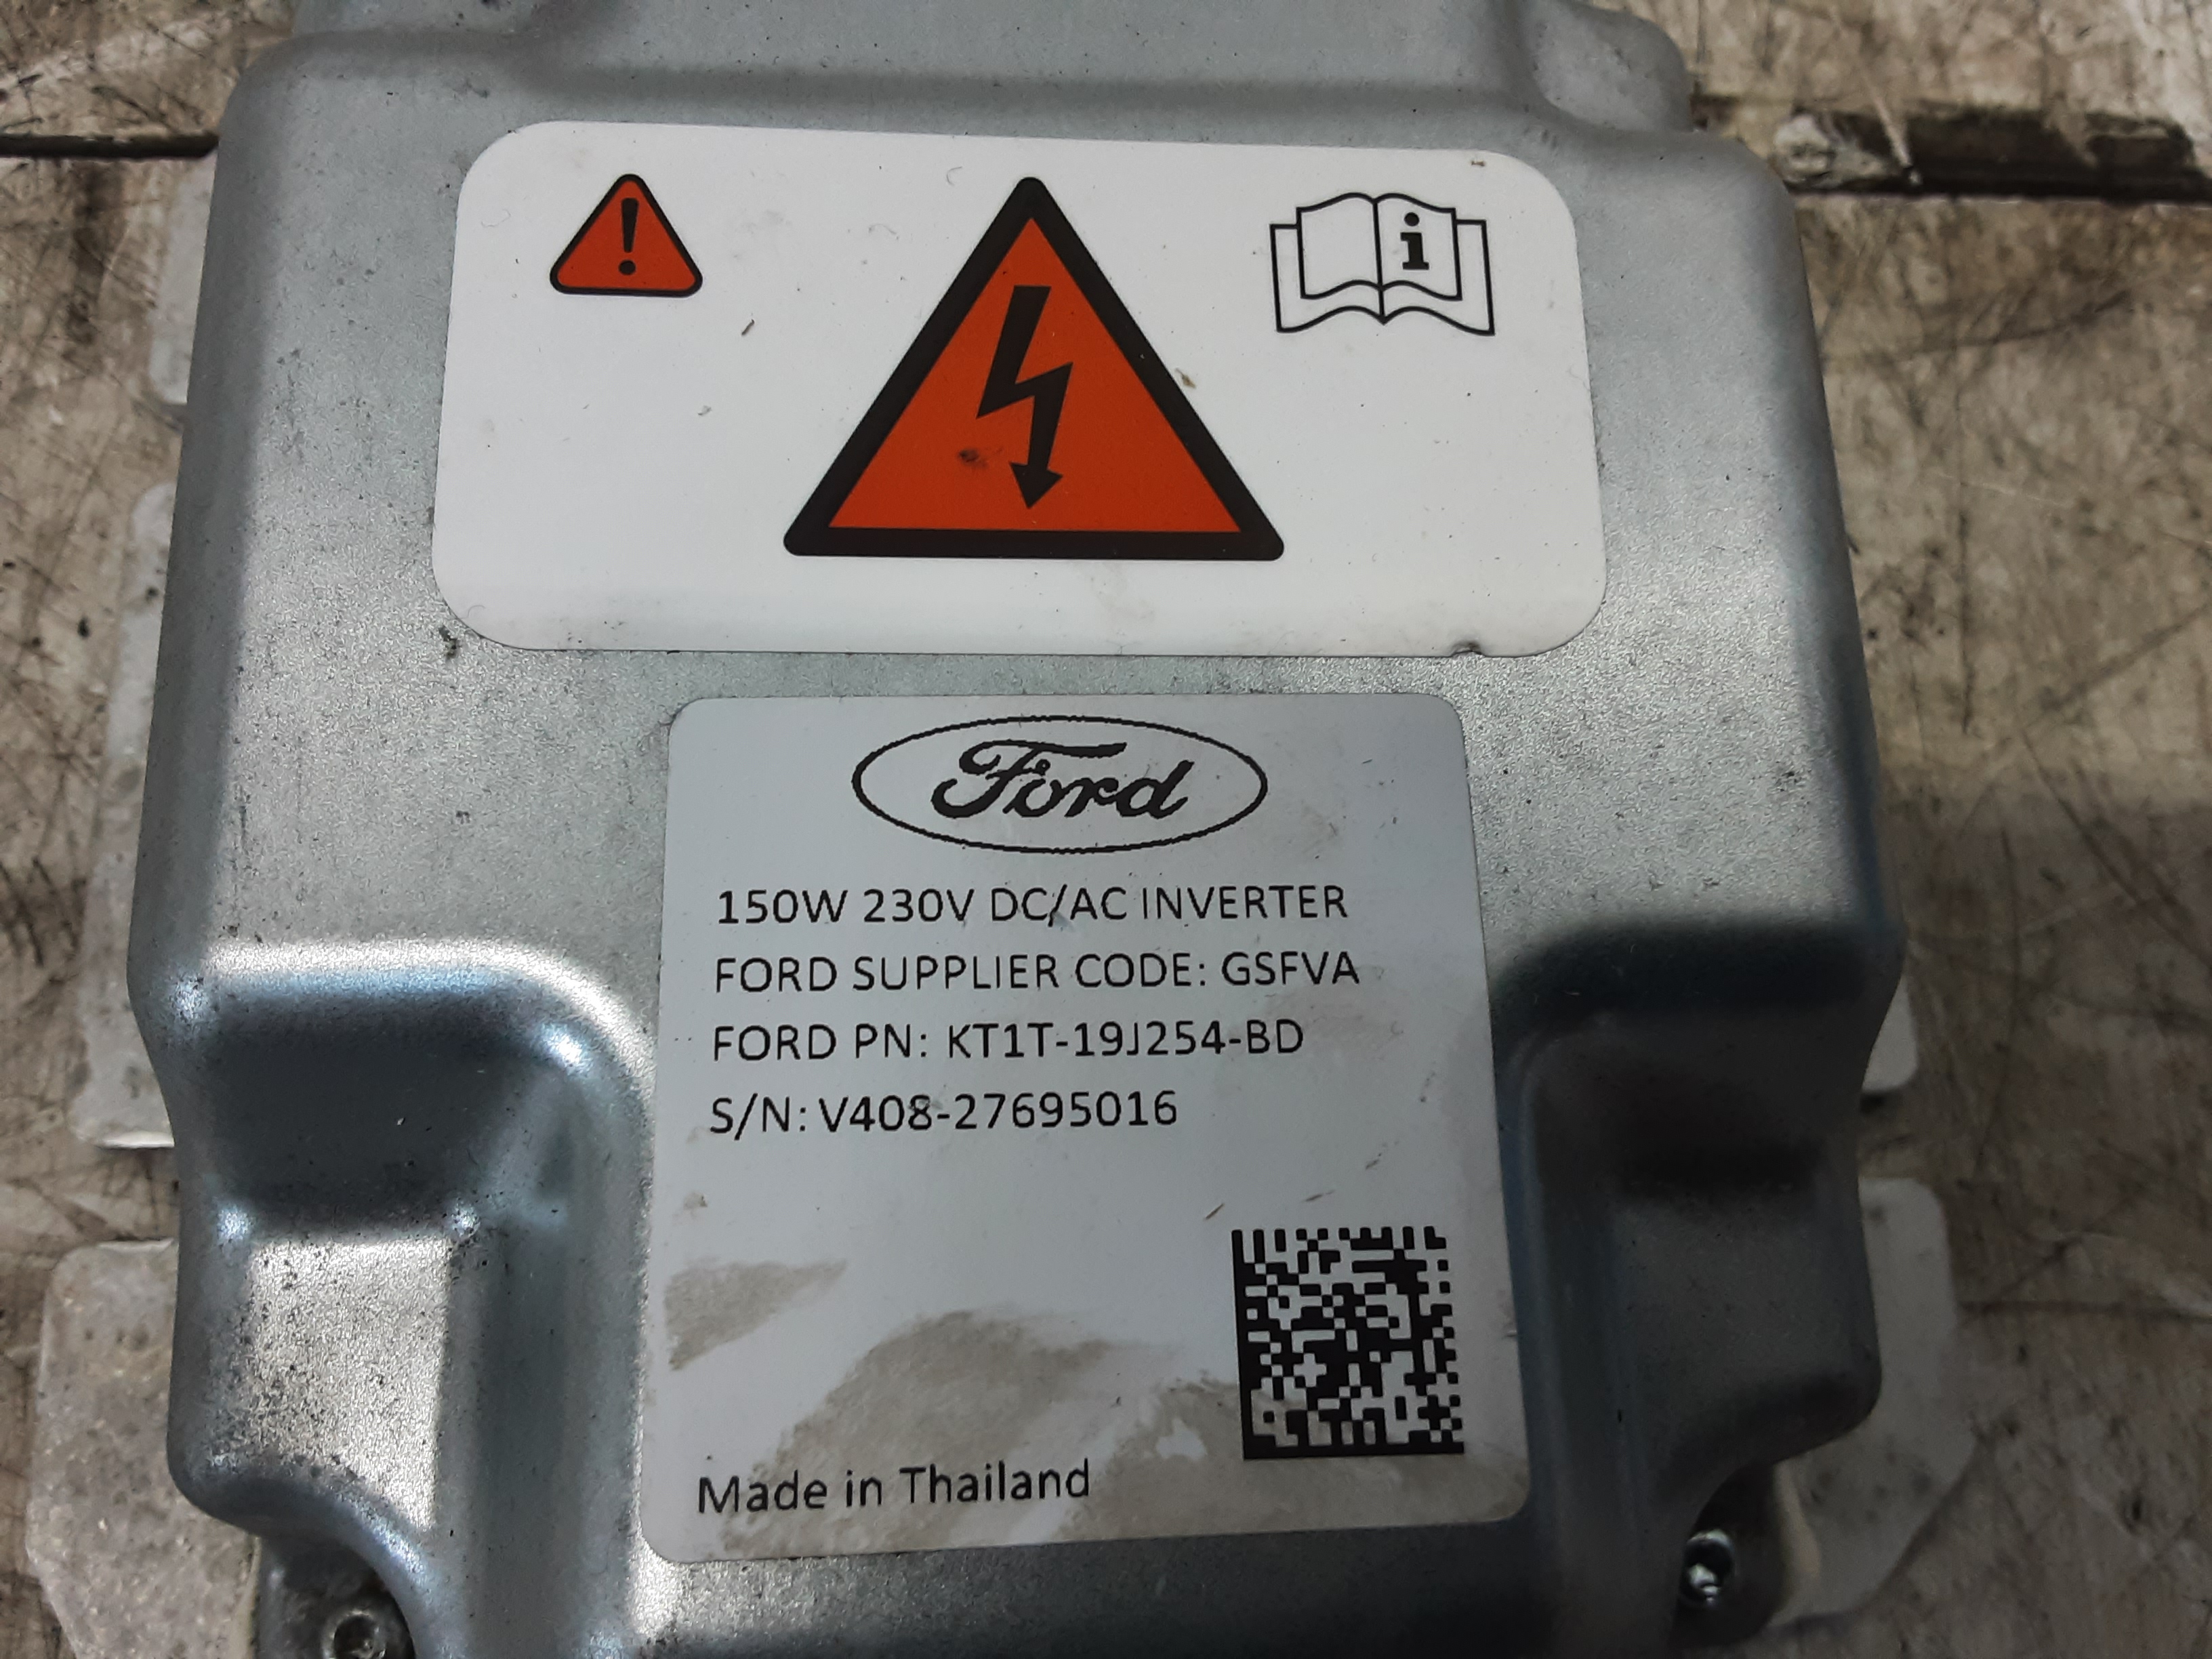 !
i
Ford
150W 230V DC/AC INVERTER
FORD SUPPLIER CODE: GSFVA
FORD PN: KT1T-19J254-BD
S/N: V408-27695016
Made in Thailand